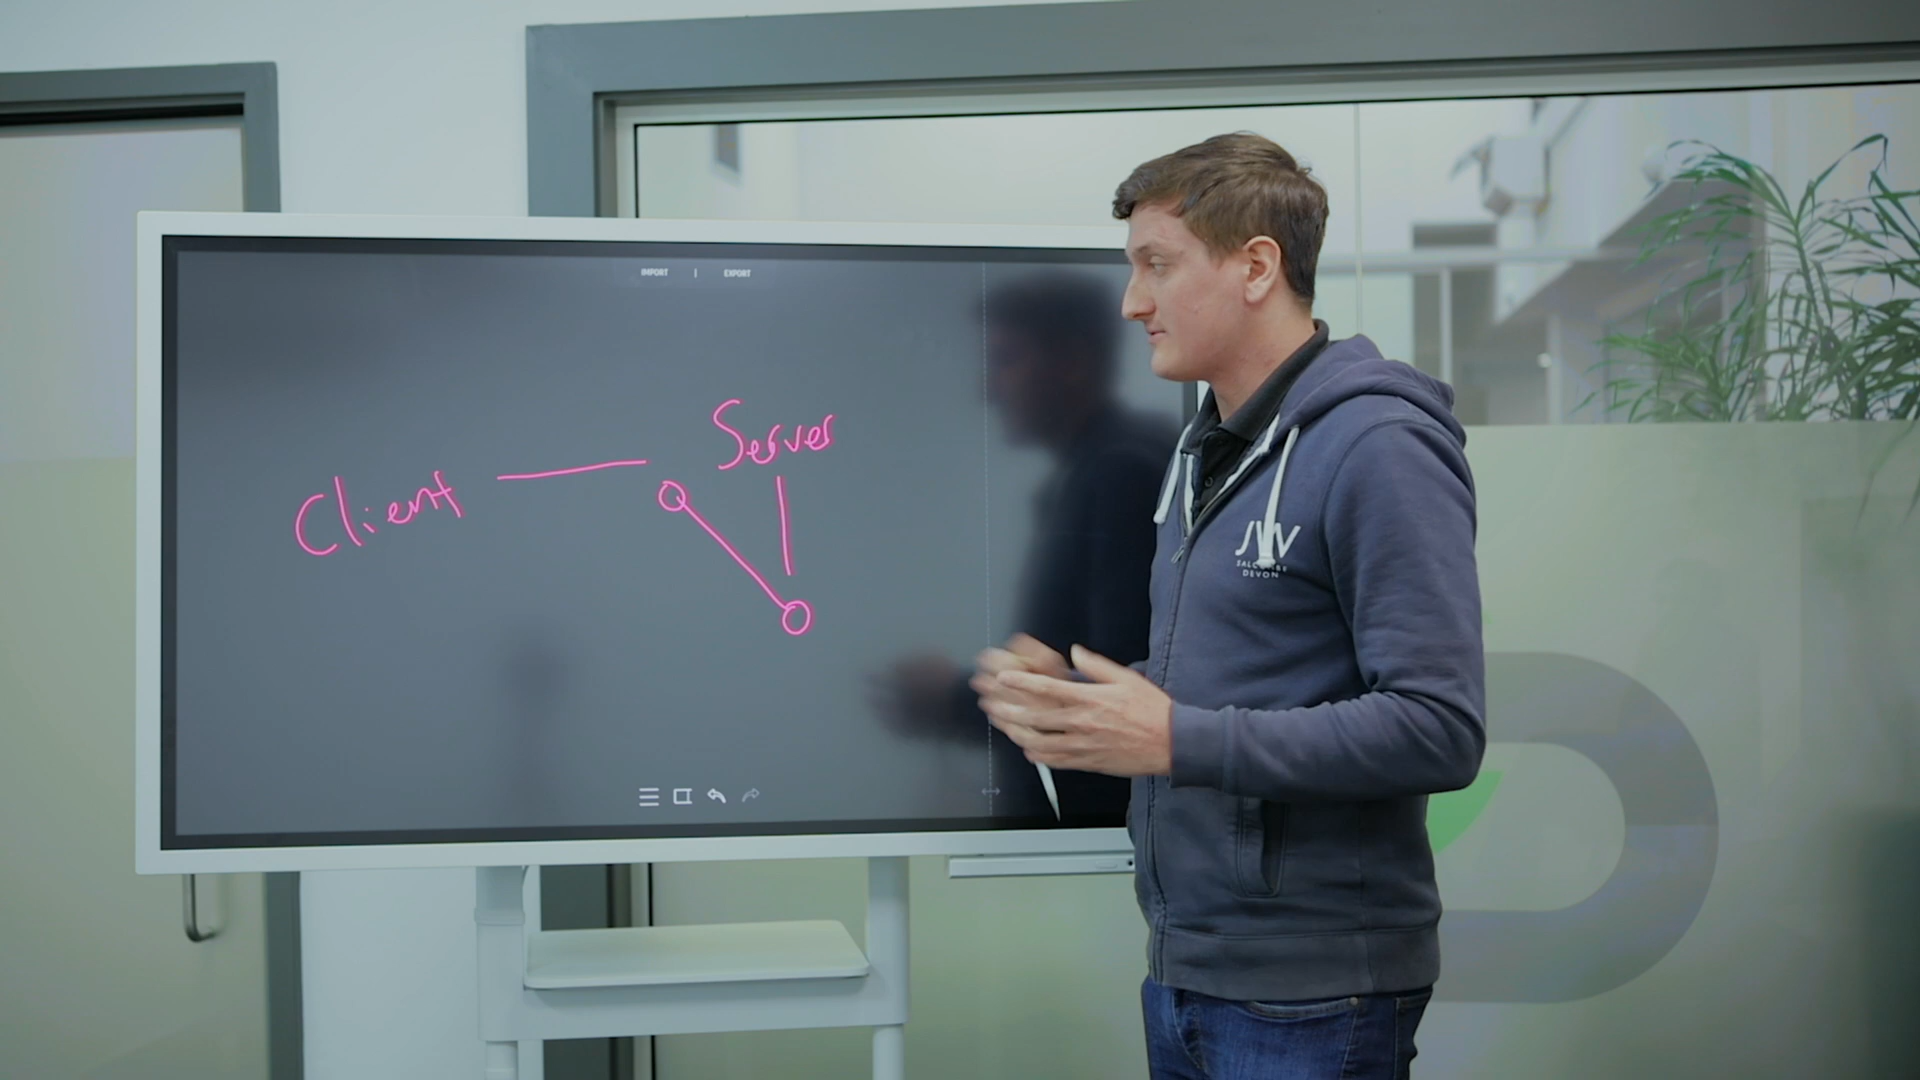 IMPORT | EXPORT
Server
Client
JW
SALCOMBE
DEVON